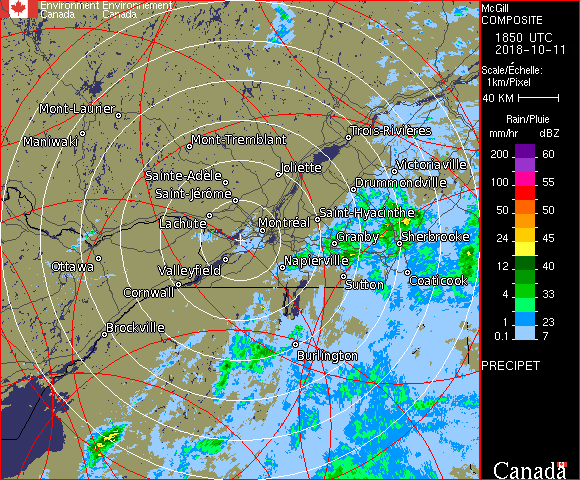 Environment Environnement
Canada Canada
McGill
COMPOSITE
1850 UTC
2018-10-11
Scale/Échelle:
1km/Pixel
40 KM
Rain/Pluie
mm/hr dBZ
200 60
100 55
50 50
24 45
12 40
8 33
4 30
1 23
0.1 7
PRECIPET
Canada
Mont-Laurier
Maniwaki
Mont-Tremblant
Trois-Rivières
Sainte-Adèle
Joliette
Victoriaville
Saint-Jérôme
Drummondville
Lachute
Montréal
Saint-Hyacinthe
Granby
Sherbrooke
Ottawa
Valleyfield
Napierville
Cornwall
Sutton
Coaticook
Brockville
Burlington